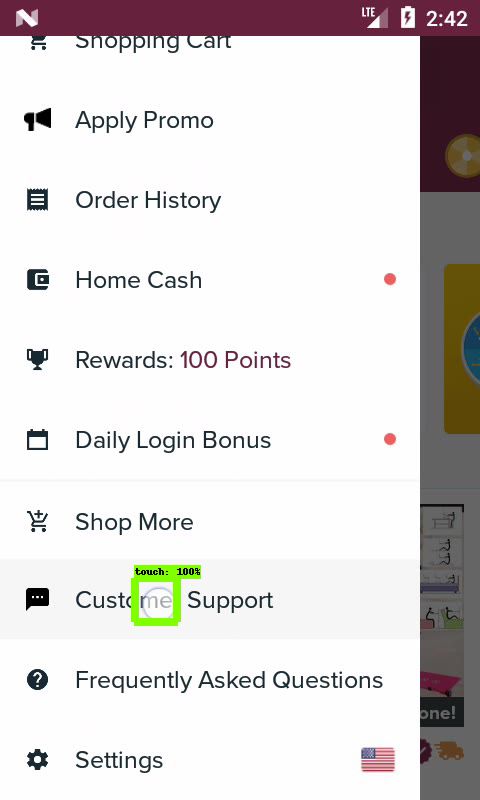 LTE 2:42
Shopping Cart
Apply Promo
Order History
Home Cash
Rewards: 100 Points
Daily Login Bonus
Shop More
touch: 100%
Customer Support
Frequently Asked Questions
one!
Settings